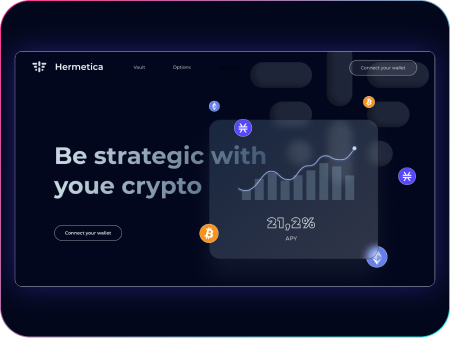 Hermetica
Vault
Options
Connect your wallet
Be strategic with
youe crypto
Connect your wallet
21,2%
APY